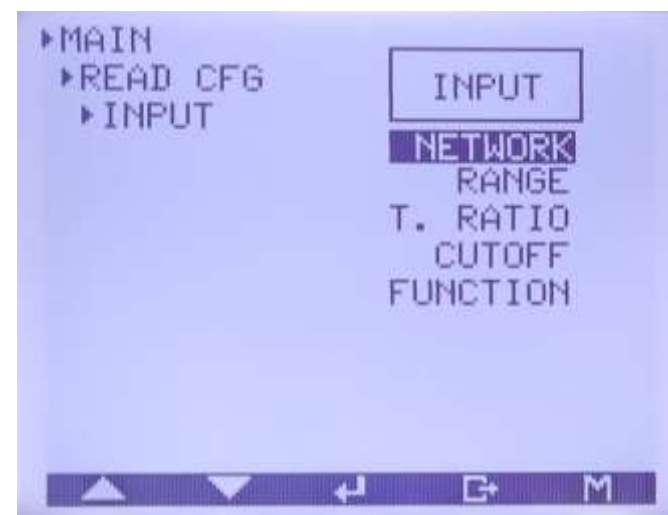 MAIN
READ CFG
INPUT
INPUT
NETWORK
RANGE
T. RATIO
CUTOFF
FUNCTION
M